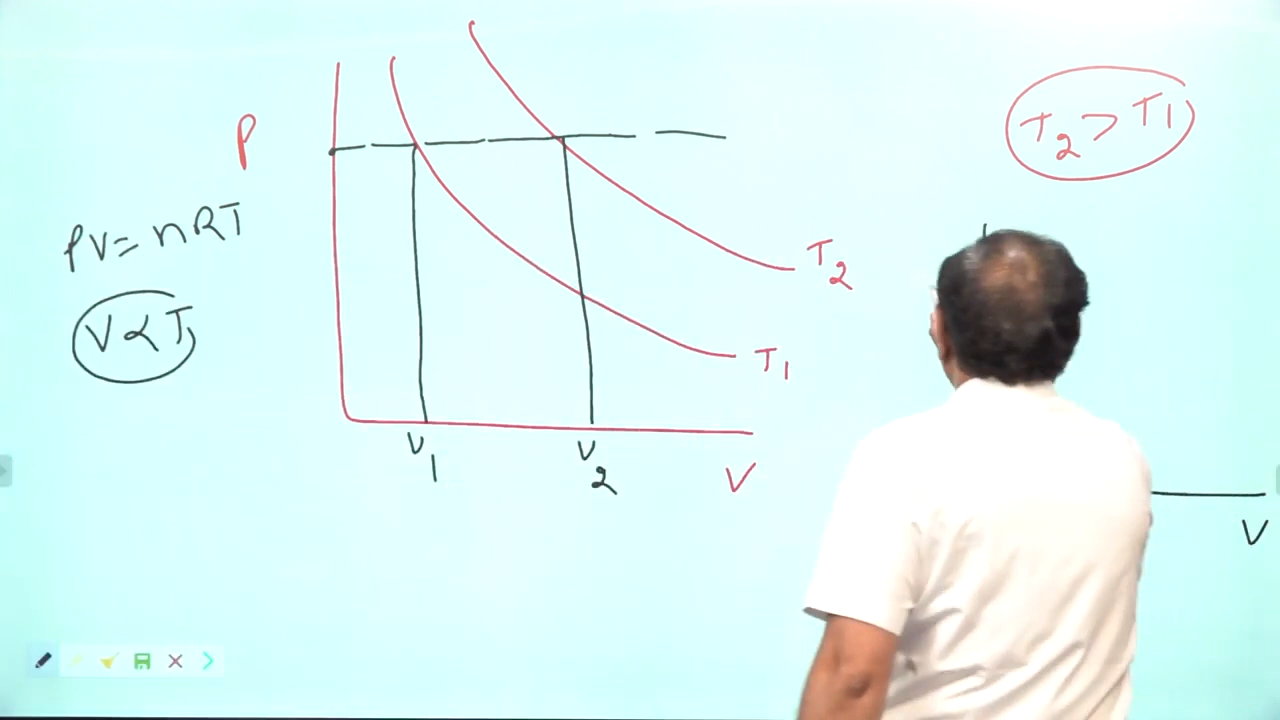 P
T₂ > T₁
PV = nRT
V ∝ T
T₂
T₁
V₁
V₂
V
V